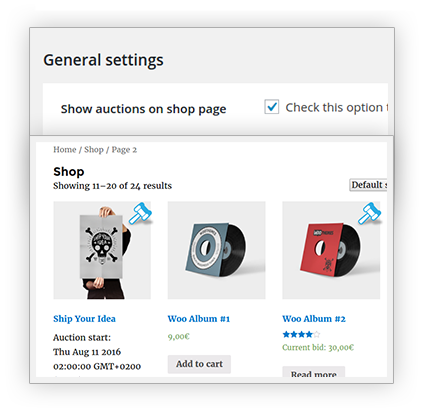 General settings
Show auctions on shop page
Check this option t
Home / Shop / Page 2
Shop
Showing 11–20 of 24 results
Default s
Ship Your Idea
Auction start:
Thu Aug 11 2016
02:00:00 GMT+0200
Woo Album #1
9,00€
Add to cart
Woo Album #2
Current bid: 30,00€
Read more